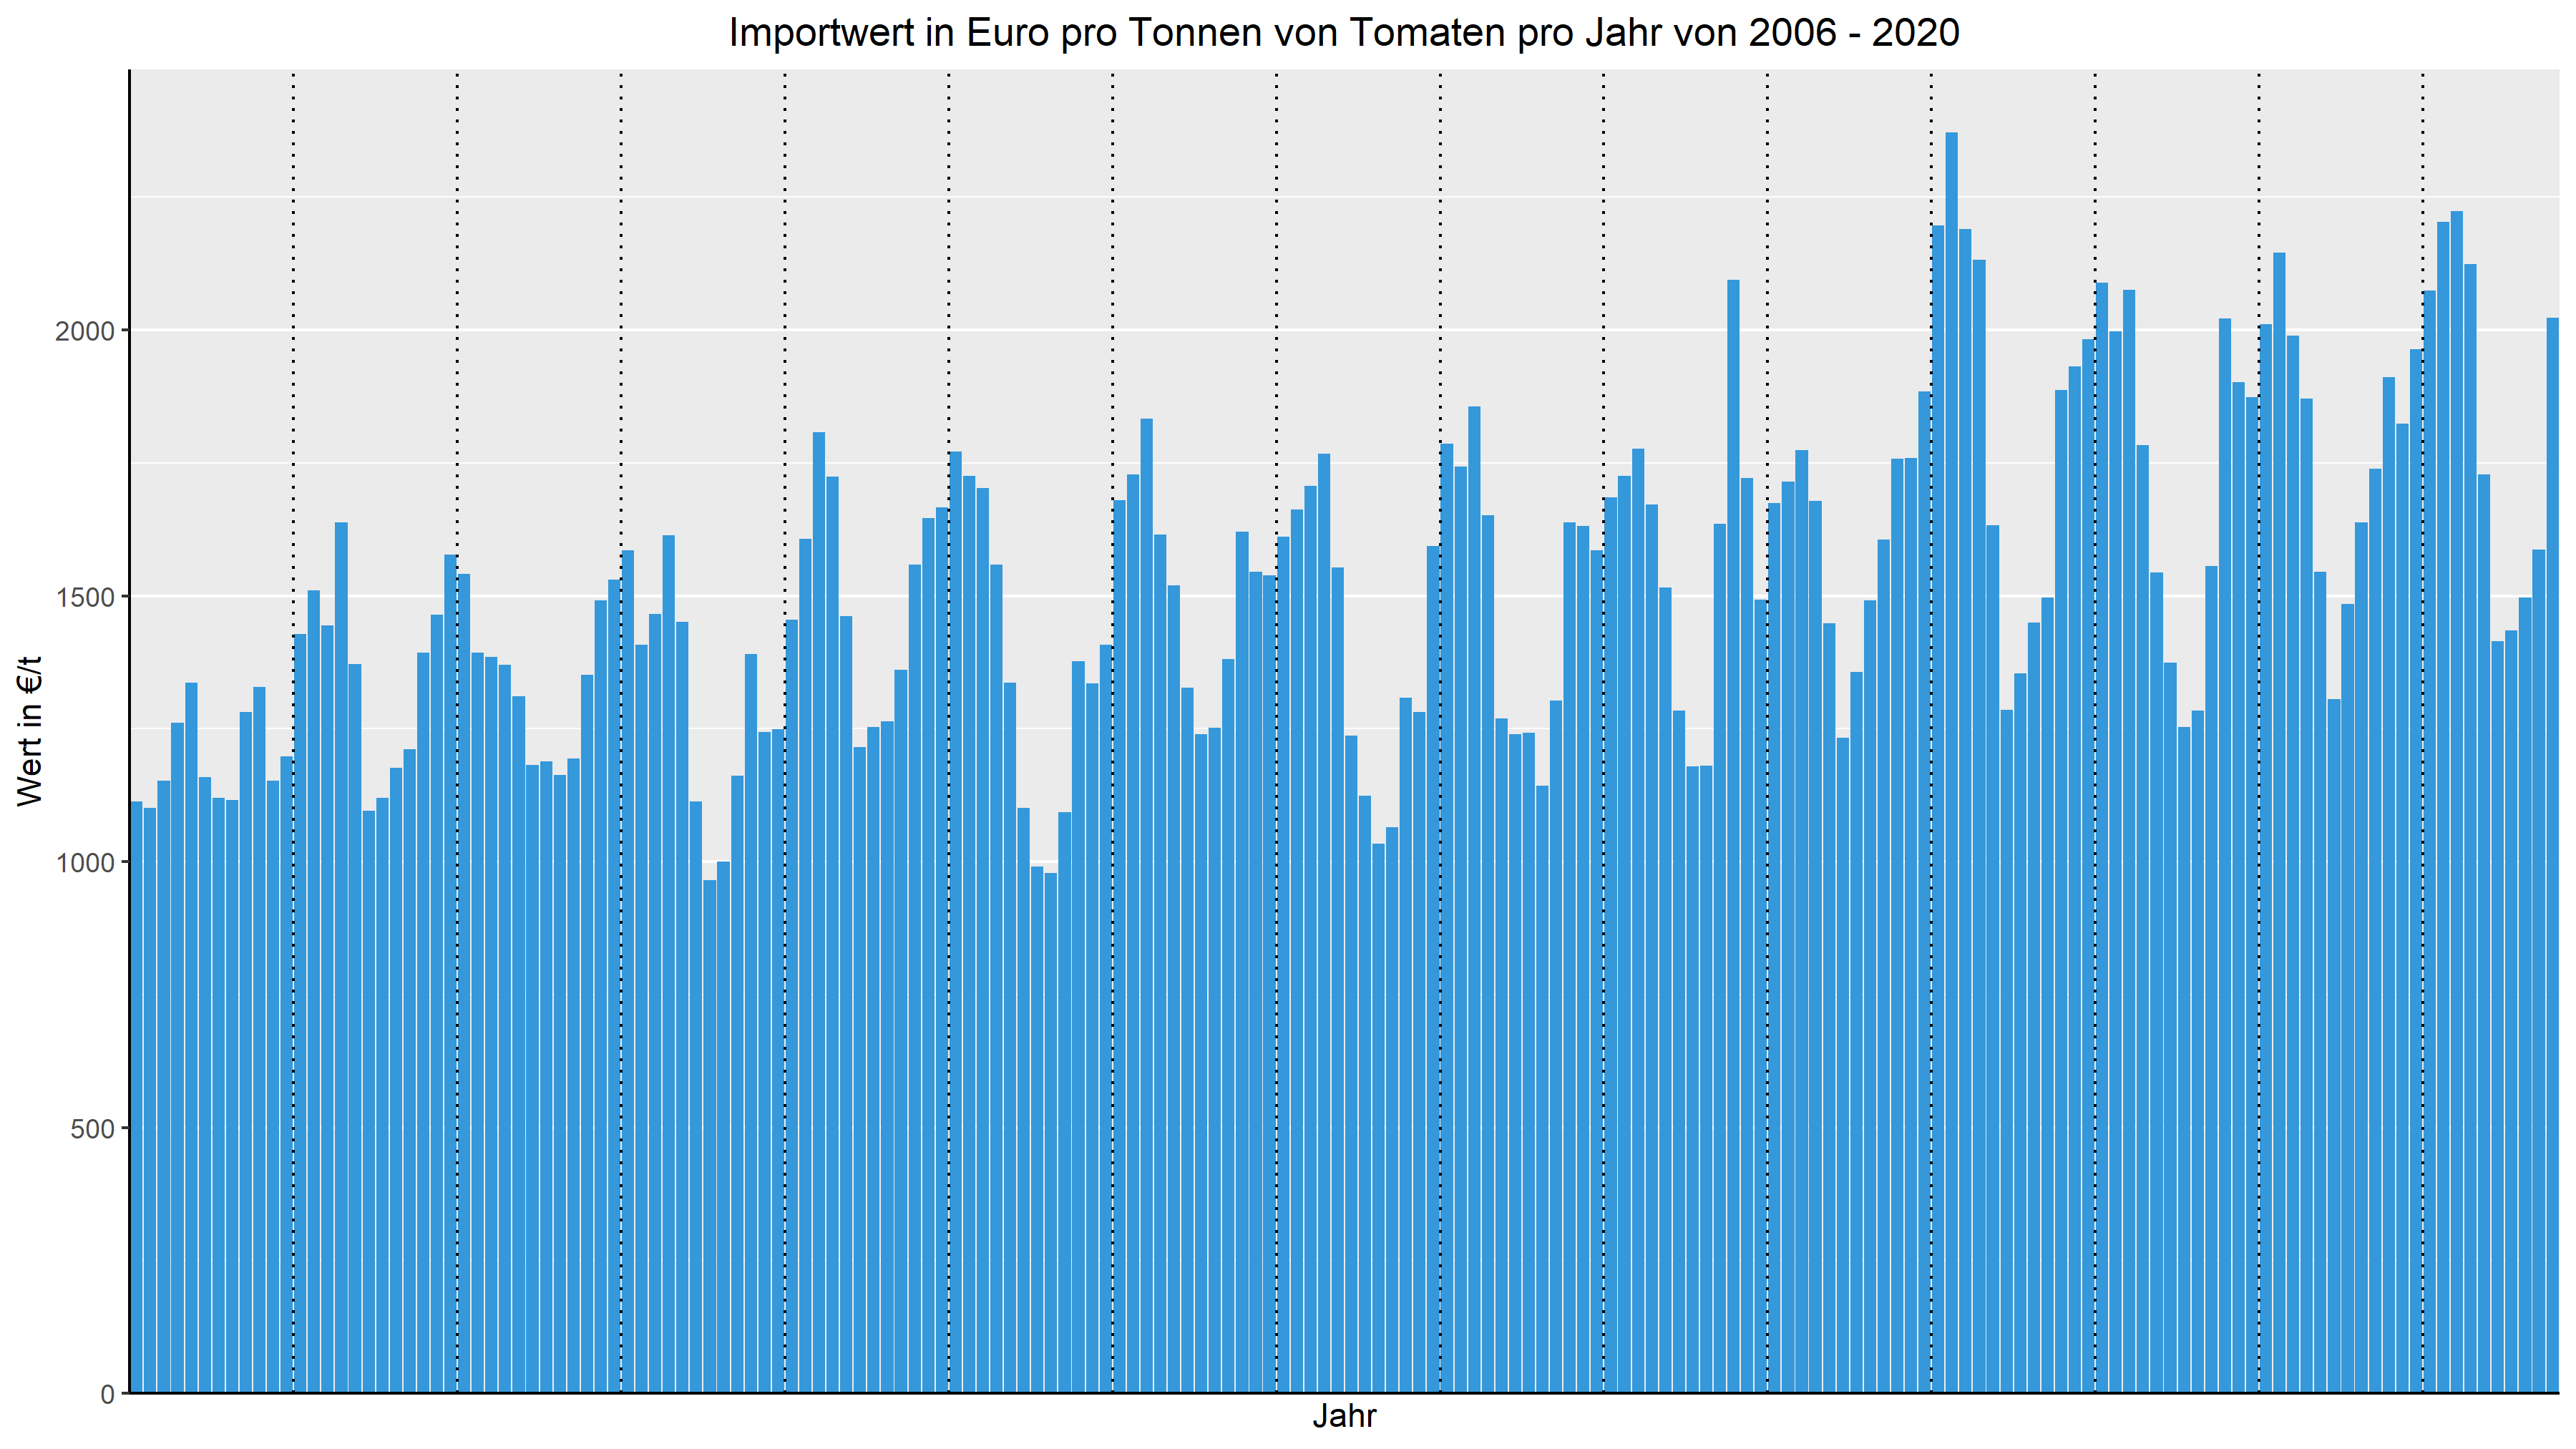 Importwert in Euro pro Tonnen von Tomaten pro Jahr von 2006 - 2020
Wert in €/t
2000
1500
1000
500
0
Jahr